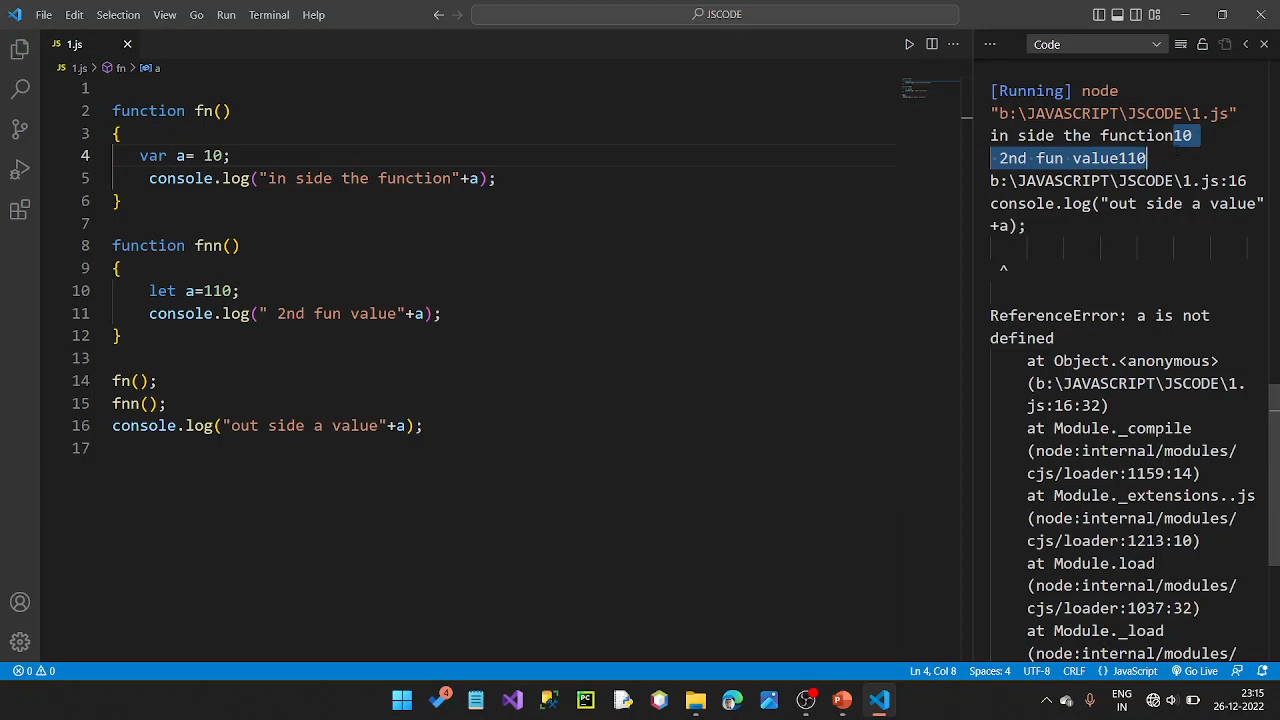 File Edit Selection View Go Run Terminal Help JSCODE
JS 1.js
Code
JS 1.js > fn > a
1
2 function fn()
3 {
4 var a= 10;
5 console.log("in side the function"+a);
6 }
7
8 function fnn()
9 {
10 let a=110;
11 console.log(" 2nd fun value"+a);
12 }
13
14 fn();
15 fnn();
16 console.log("out side a value"+a);
17
[Running] node
"b:\JAVASCRIPT\JSCODE\1.js"
in side the function10
2nd fun value110
b:\JAVASCRIPT\JSCODE\1.js:16
console.log("out side a value"
+a);
^
ReferenceError: a is not
defined
at Object.<anonymous>
(b:\JAVASCRIPT\JSCODE\1.
js:16:32)
at Module._compile
(node:internal/modules/
cjs/loader:1159:14)
at Module._extensions..js
(node:internal/modules/
cjs/loader:1213:10)
at Module.load
(node:internal/modules/
cjs/loader:1037:32)
at Module._load
(node:internal/modules/
0 0 Ln 4, Col 8 Spaces: 4 UTF-8 CRLF {} JavaScript Go Live
4
PC
P
ENG
IN
23:15
26-12-2022